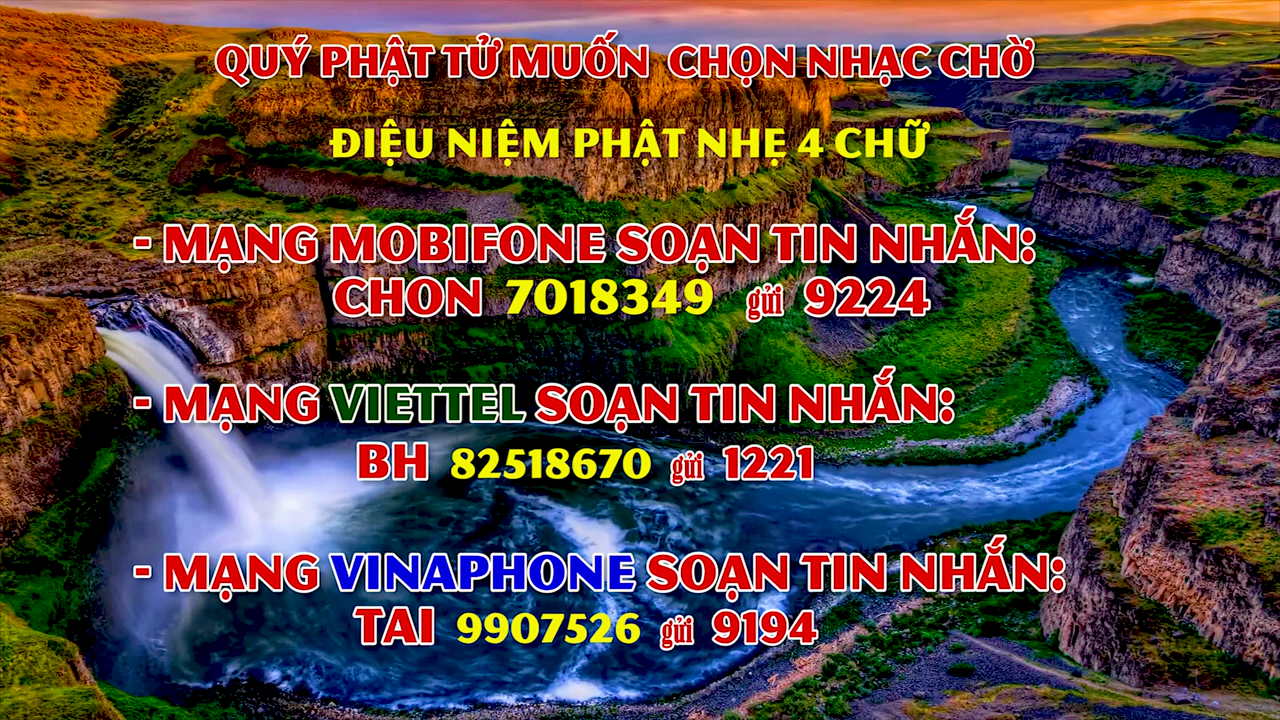 QUÝ PHẬT TỬ MUỐN CHỌN NHẠC CHỜ
ĐIỆU NIỆM PHẬT NHẸ 4 CHỮ
- MẠNG MOBIFONE SOẠN TIN NHẮN:
CHON 7018349 gửi 9224
- MẠNG VIETTEL SOẠN TIN NHẮN:
BH 82518670 gửi 1221
- MẠNG VINAPHONE SOẠN TIN NHẮN:
TAI 9907526 gửi 9194